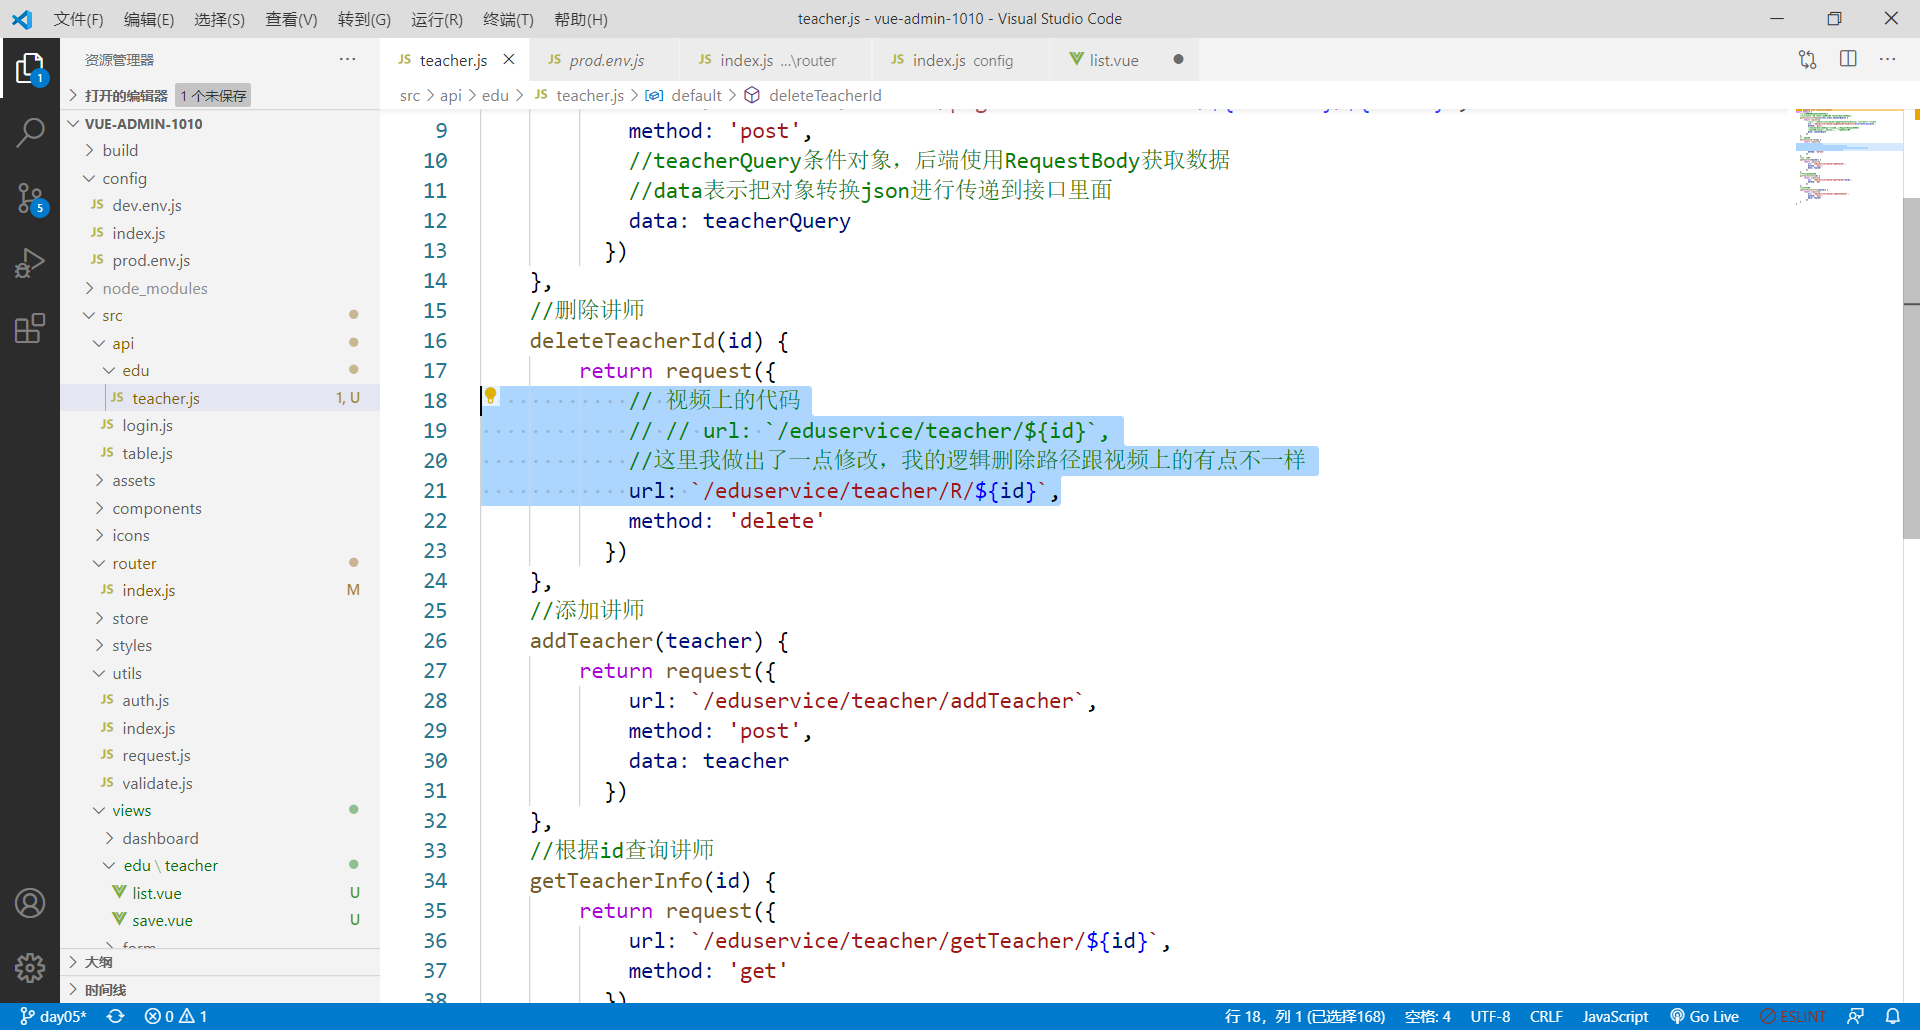 文件(F) 编辑(E) 选择(S) 查看(V) 转到(G) 运行(R) 终端(T) 帮助(H) teacher.js - vue-admin-1010 - Visual Studio Code
资源管理器 ···
打开的编辑器 1 个未保存
VUE-ADMIN-1010
build
config
JS dev.env.js
JS index.js
JS prod.env.js
node_modules
src
api
edu
JS teacher.js 1, U
JS login.js
JS table.js
assets
components
icons
router
JS index.js M
store
styles
utils
JS auth.js
JS index.js
JS request.js
JS validate.js
views
dashboard
edu \ teacher
list.vue U
save.vue U
form
大纲
时间线
1
5
JS teacher.js JS prod.env.js JS index.js ...\router JS index.js config list.vue
src > api > edu > JS teacher.js > default > deleteTeacherId
9 method: 'post',
10 //teacherQuery条件对象，后端使用RequestBody获取数据
11 //data表示把对象转换json进行传递到接口里面
12 data: teacherQuery
13 })
14 },
15 //删除讲师
16 deleteTeacherId(id) {
17 return request({
18 // 视频上的代码
19 // // url: `/eduservice/teacher/${id}`,
20 //这里我做出了一点修改，我的逻辑删除路径跟视频上的有点不一样
21 url: `/eduservice/teacher/R/${id}`,
22 method: 'delete'
23 })
24 },
25 //添加讲师
26 addTeacher(teacher) {
27 return request({
28 url: `/eduservice/teacher/addTeacher`,
29 method: 'post',
30 data: teacher
31 })
32 },
33 //根据id查询讲师
34 getTeacherInfo(id) {
35 return request({
36 url: `/eduservice/teacher/getTeacher/${id}`,
37 method: 'get'
38 })
day05* 0 1 行 18，列 1 (已选择168) 空格: 4 UTF-8 CRLF JavaScript Go Live ESLINT